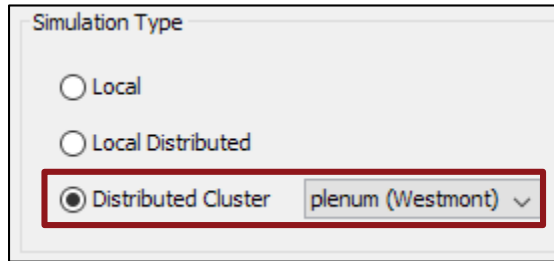 Simulation Type
Local
Local Distributed
Distributed Cluster plenum (Westmont)